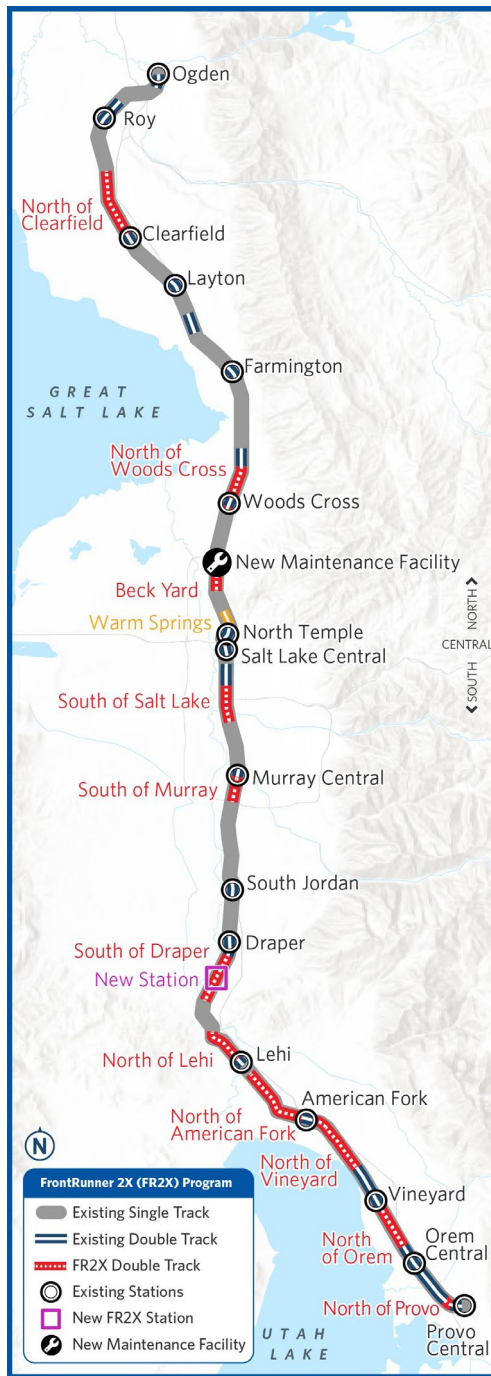 Ogden
Roy
North of
Clearfield
Clearfield
Layton
Farmington
GREAT
SALT LAKE
North of
Woods Cross
Woods Cross
New Maintenance Facility
Beck Yard
Warm Springs
North Temple
Salt Lake Central
NORTH
CENTRAL
SOUTH
South of Salt Lake
Murray Central
South of Murray
South Jordan
Draper
South of Draper
New Station
Lehi
North of Lehi
American Fork
North of
American Fork
North of
Vineyard
Vineyard
Orem
Central
North
of Orem
North of Provo
Provo
Central
UTAH
LAKE
N
FrontRunner 2X (FR2X) Program
Existing Single Track
Existing Double Track
FR2X Double Track
Existing Stations
New FR2X Station
New Maintenance Facility